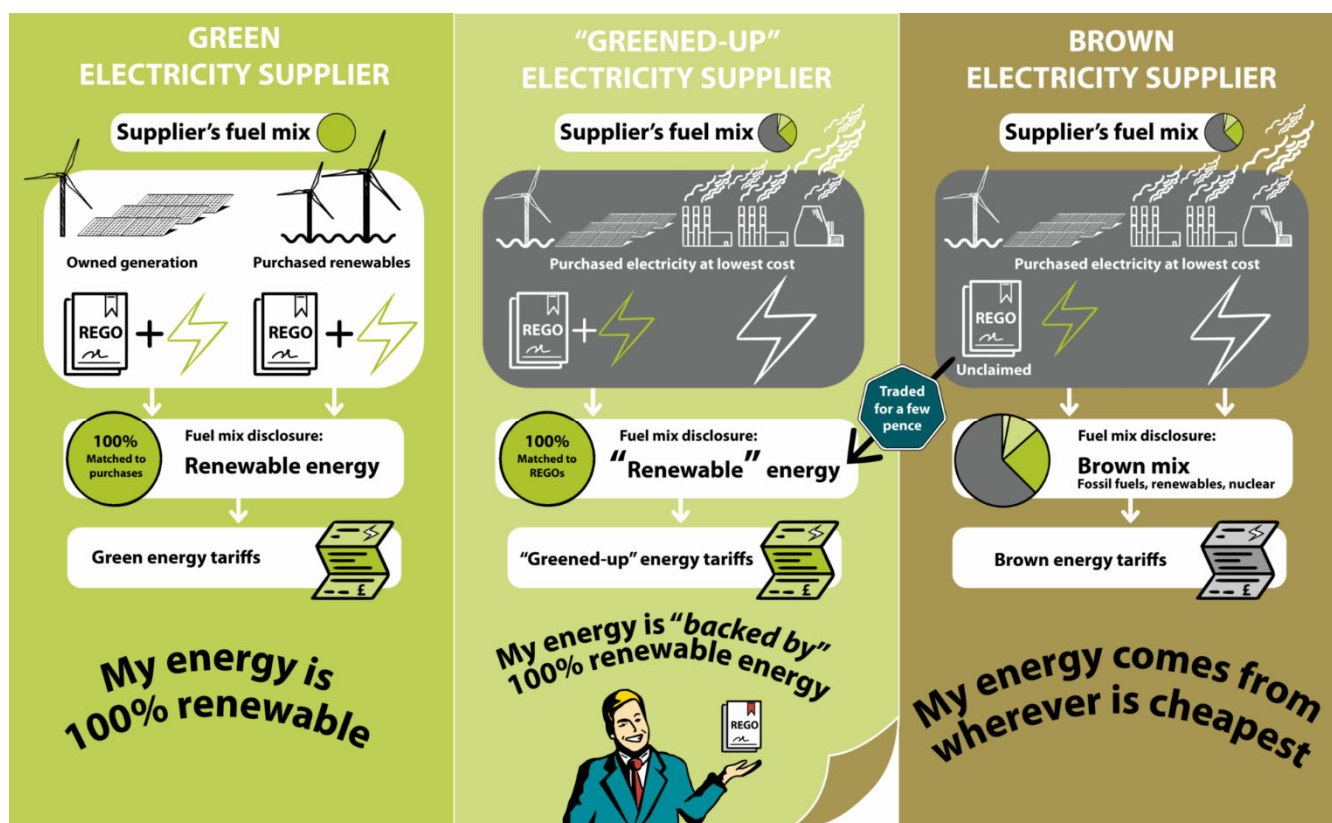 GREEN
ELECTRICITY SUPPLIER
Supplier's fuel mix
Owned generation
Purchased renewables
REGO
+
REGO
+
100%
Matched to
purchases
Fuel mix disclosure:
Renewable energy
Green energy tariffs
£
My energy is
100% renewable
“GREENED-UP”
ELECTRICITY SUPPLIER
Supplier's fuel mix
Purchased electricity at lowest cost
REGO
+
Traded
for a few
pence
100%
Matched to
REGOs
Fuel mix disclosure:
“Renewable” energy
“Greened-up” energy tariffs
£
My energy is “backed by”
100% renewable energy
REGO
BROWN
ELECTRICITY SUPPLIER
Supplier's fuel mix
Purchased electricity at lowest cost
REGO
Unclaimed
Fuel mix disclosure:
Brown mix
Fossil fuels, renewables, nuclear
Brown energy tariffs
£
My energy comes from
wherever is cheapest